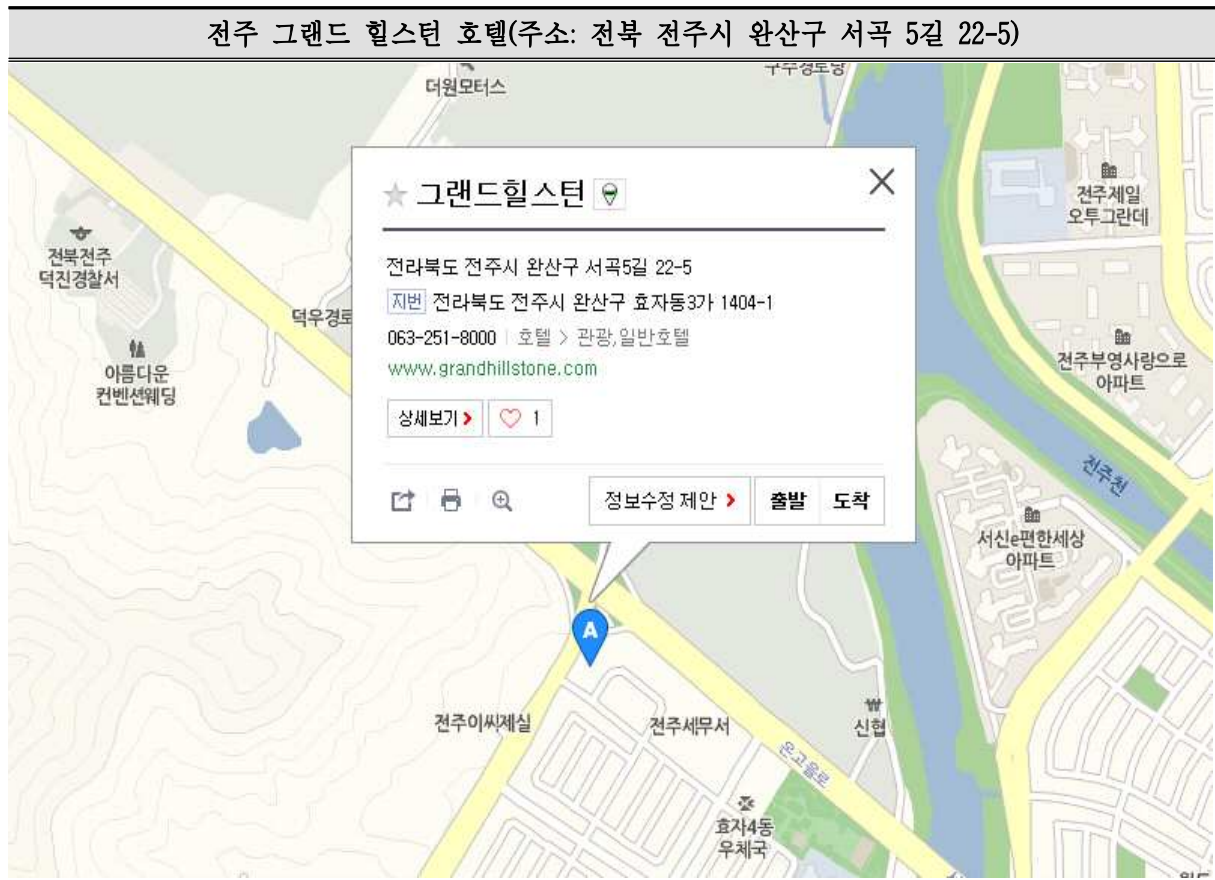 전주 그랜드 힐스턴 호텔(주소: 전북 전주시 완산구 서곡 5길 22-5)
더원모터스
전주제일
오투그란데
그랜드힐스턴
전북전주
덕진경찰서
전라북도 전주시 완산구 서곡5길 22-5
지번 전라북도 전주시 완산구 효자동3가 1404-1
덕우경로
063-251-8000 호텔 > 관광,일반호텔
www.grandhillstone.com
아름다운
컨벤션웨딩
전주부영사랑으로
아파트
상세보기 > ♡ 1
전주천
정보수정 제안 > 출발 도착
서신e편한세상
아파트
A
전주이씨제실
전주세무서
신협
온고을로
효자4동
우체국